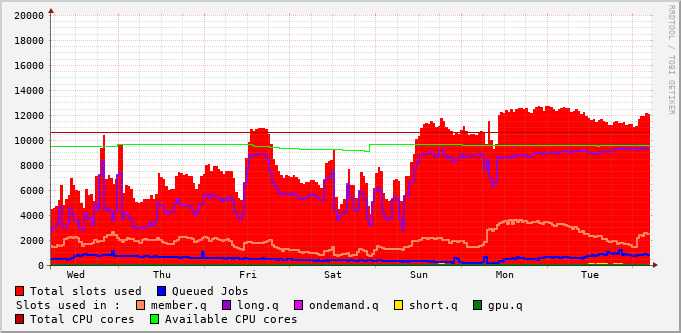 20000
18000
16000
14000
12000
10000
8000
6000
4000
2000
0
Wed Thu Fri Sat Sun Mon Tue
RRDTOOL / TOBI OETIKER
Total slots used Queued Jobs
Slots used in : member.q long.q ondemand.q short.q gpu.q
Total CPU cores Available CPU cores